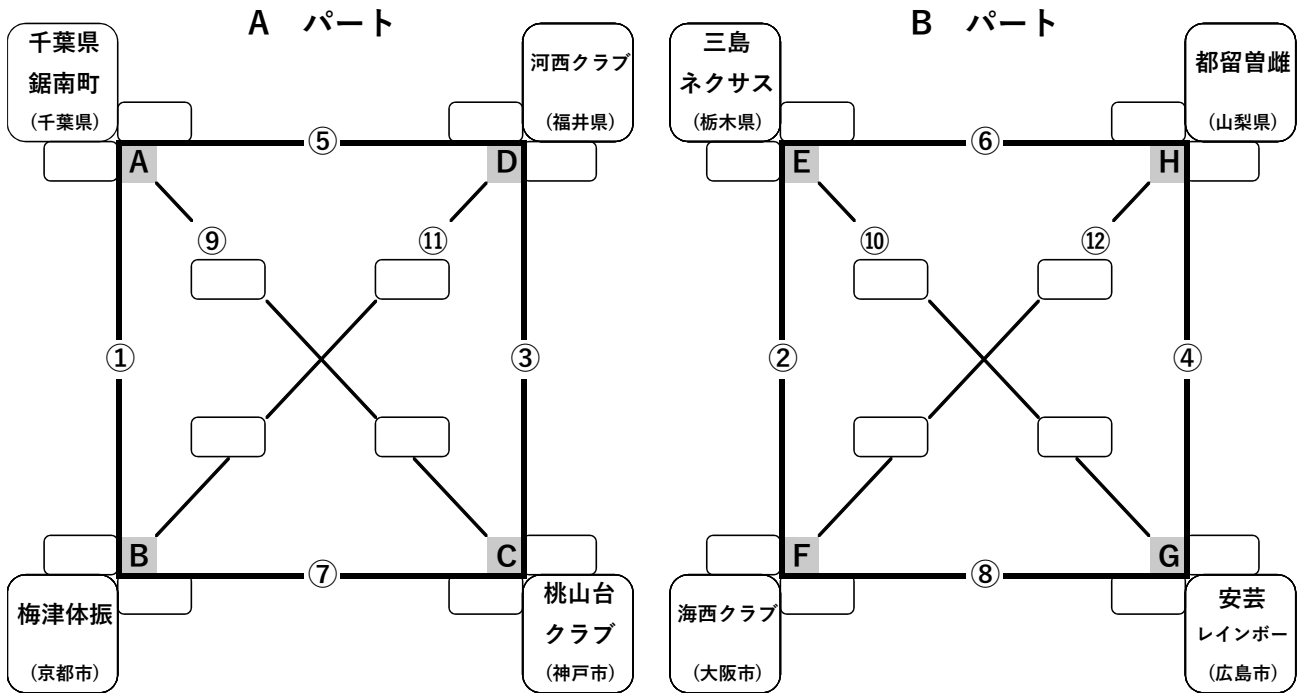 A　パート
千葉県
鋸南町
(千葉県)
河西クラブ
(福井県)
⑤
A
D
⑨
⑪
①
③
B
C
⑦
梅津体振
(京都市)
桃山台
クラブ
(神戸市)
B　パート
三島
ネクサス
(栃木県)
都留曽雌
(山梨県)
⑥
E
H
⑩
⑫
②
④
F
G
⑧
海西クラブ
(大阪市)
安芸
レインボー
(広島市)